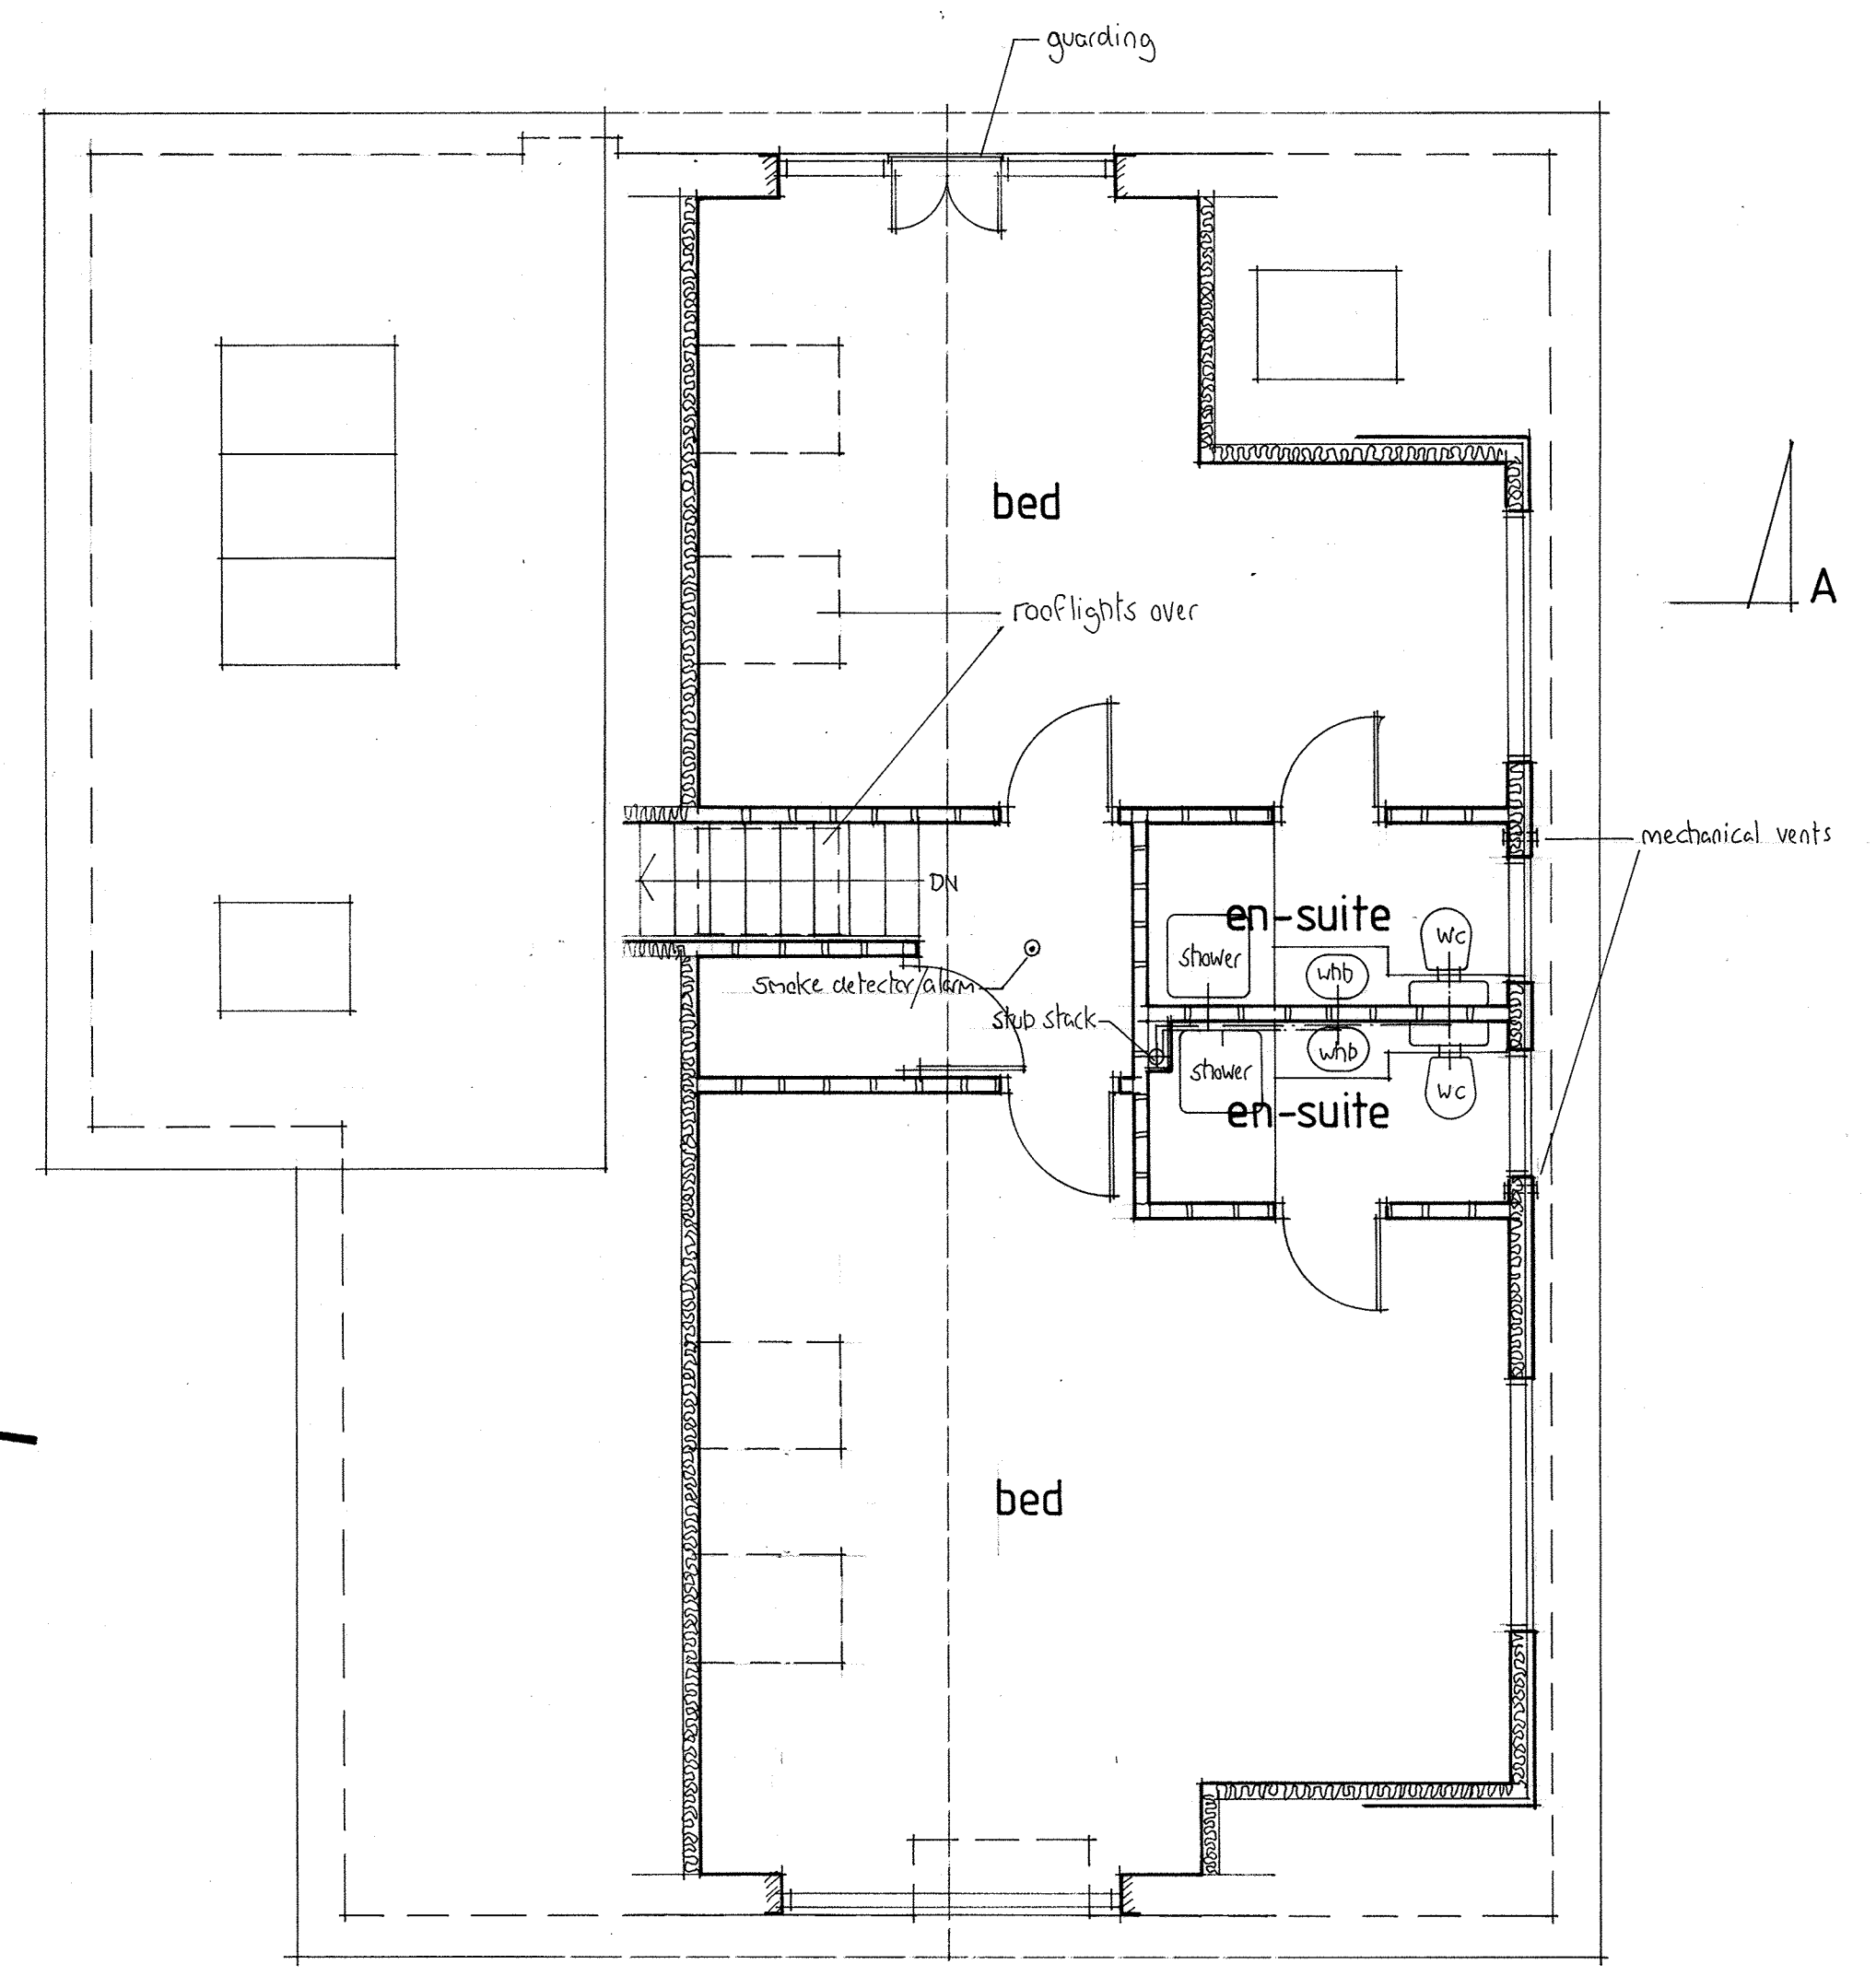 guarding
bed
rooflights over
A
mechanical vents
DN
en-suite
wc
shower
whb
smoke detector/alarm
stub stack
whb
shower
wc
en-suite
bed